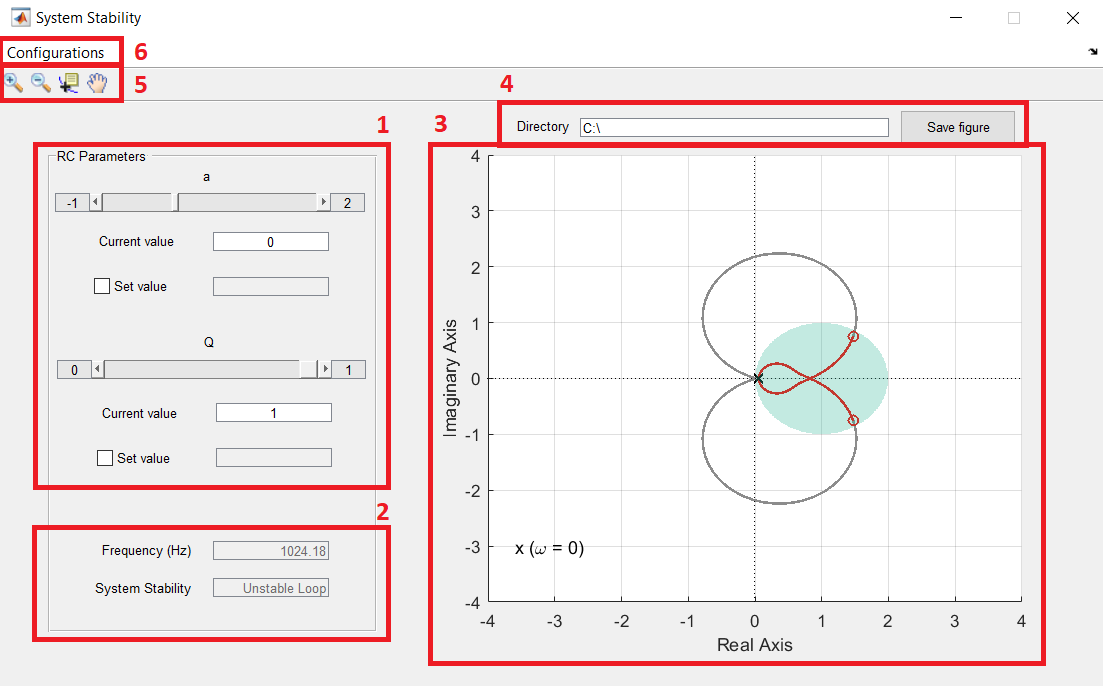 System Stability
Configurations
6
5
4
Directory
C:\
Save figure
1
RC Parameters
a
-1
2
Current value
0
Set value
Q
0
1
Current value
1
Set value
2
Frequency (Hz)
1024.18
System Stability
Unstable Loop
3
4
3
2
1
0
-1
-2
-3
-4
Imaginary Axis
x (ω = 0)
-4
-3
-2
-1
0
1
2
3
4
Real Axis